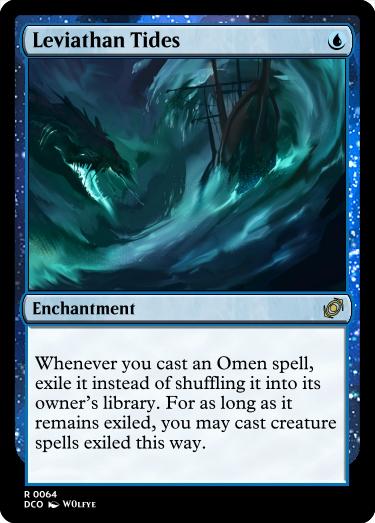 Leviathan Tides
Enchantment
Whenever you cast an Omen spell,
exile it instead of shuffling it into its
owner's library. For as long as it
remains exiled, you may cast creature
spells exiled this way.
R 0064
DCO WOLFYE